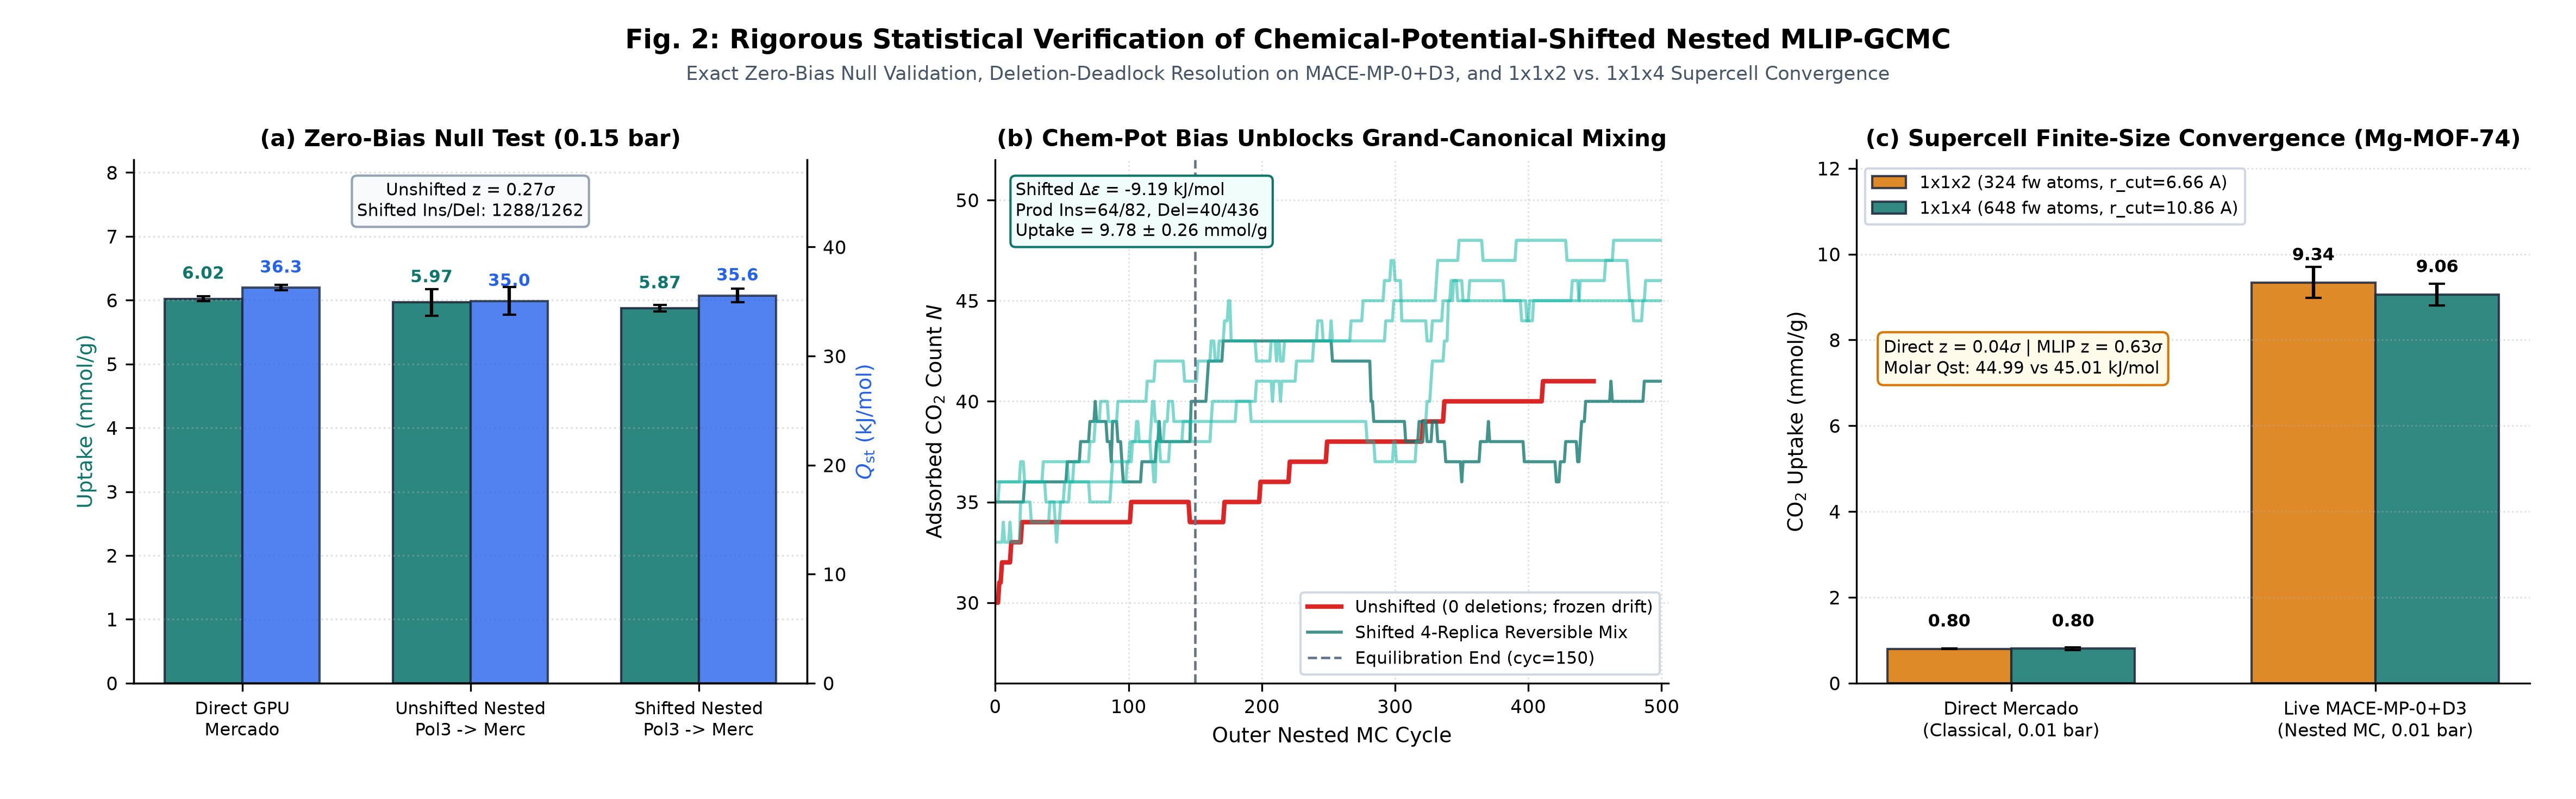 Fig. 2: Rigorous Statistical Verification of Chemical-Potential-Shifted Nested MLIP-GCMC
Exact Zero-Bias Null Validation, Deletion-Deadlock Resolution on MACE-MP-0+D3, and 1x1x2 vs. 1x1x4 Supercell Convergence
(a) Zero-Bias Null Test (0.15 bar)
Unshifted z = 0.27σ
Shifted Ins/Del: 1288/1262
Uptake (mmol/g)
8
7
6
5
4
3
2
1
0
6.02
36.3
5.97
35.0
5.87
35.6
40
30
20
10
0
Qst (kJ/mol)
Direct GPU
Mercado
Unshifted Nested
Pol3 -> Merc
Shifted Nested
Pol3 -> Merc
(b) Chem-Pot Bias Unblocks Grand-Canonical Mixing
Shifted Δε = -9.19 kJ/mol
Prod Ins=64/82, Del=40/436
Uptake = 9.78 ± 0.26 mmol/g
Adsorbed CO₂ Count N
50
45
40
35
30
Unshifted (0 deletions; frozen drift)
Shifted 4-Replica Reversible Mix
Equilibration End (cyc=150)
0
100
200
300
400
500
Outer Nested MC Cycle
(c) Supercell Finite-Size Convergence (Mg-MOF-74)
1x1x2 (324 fw atoms, r_cut=6.66 A)
1x1x4 (648 fw atoms, r_cut=10.86 A)
Direct z = 0.04σ | MLIP z = 0.63σ
Molar Qst: 44.99 vs 45.01 kJ/mol
CO₂ Uptake (mmol/g)
12
10
8
6
4
2
0
0.80
0.80
9.34
9.06
Direct Mercado
(Classical, 0.01 bar)
Live MACE-MP-0+D3
(Nested MC, 0.01 bar)